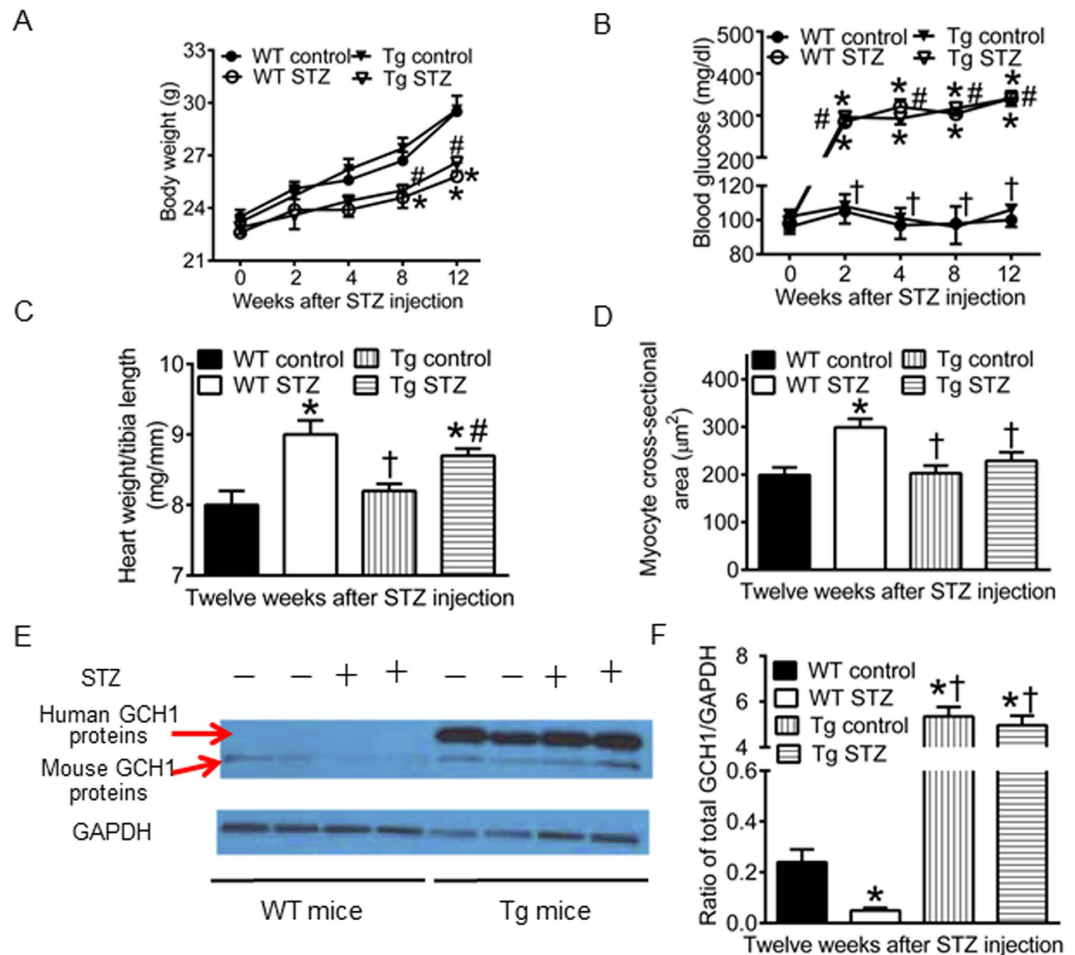 A
Body weight (g)
33
30
27
24
21
WT control
Tg control
WT STZ
Tg STZ
#
#
*
*
*
0 2 4 8 12
Weeks after STZ injection
B
Blood glucose (mg/dl)
500
400
300
200
120
100
80
WT control
Tg control
WT STZ
Tg STZ
* * * *
# # # #
* * * *
† † † †
0 2 4 8 12
Weeks after STZ injection
C
Heart weight/tibia length
(mg/mm)
10
9
8
7
WT control
Tg control
WT STZ
Tg STZ
*
†
*#
Twelve weeks after STZ injection
D
Myocyte cross-sectional
area (μm²)
400
300
200
100
0
WT control
Tg control
WT STZ
Tg STZ
*
†
†
Twelve weeks after STZ injection
E
STZ − − + + − − + +
Human GCH1
proteins
Mouse GCH1
proteins
GAPDH
WT mice Tg mice
F
Ratio of total GCH1/GAPDH
8
6
4
0.6
0.4
0.2
0.0
WT control
WT STZ
Tg control
Tg STZ
*
*†
*†
Twelve weeks after STZ injection